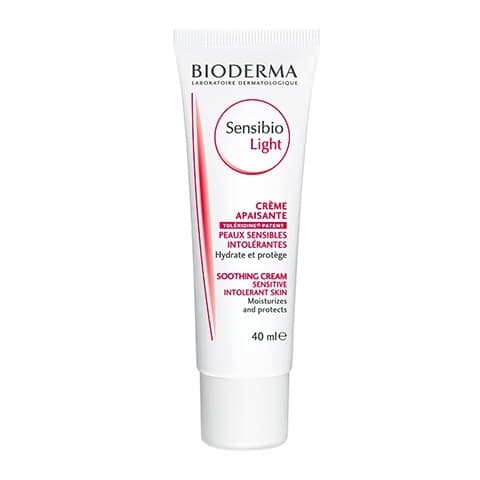 BIODERMA
LABORATOIRE DERMATOLOGIQUE
Sensibio
Light
CRÈME
APAISANTE
TOLÉRIDINE® PATENT
PEAUX SENSIBLES
INTOLÉRANTES
Hydrate et protège
SOOTHING CREAM
SENSITIVE
INTOLERANT SKIN
Moisturizes
and protects
40 ml℮